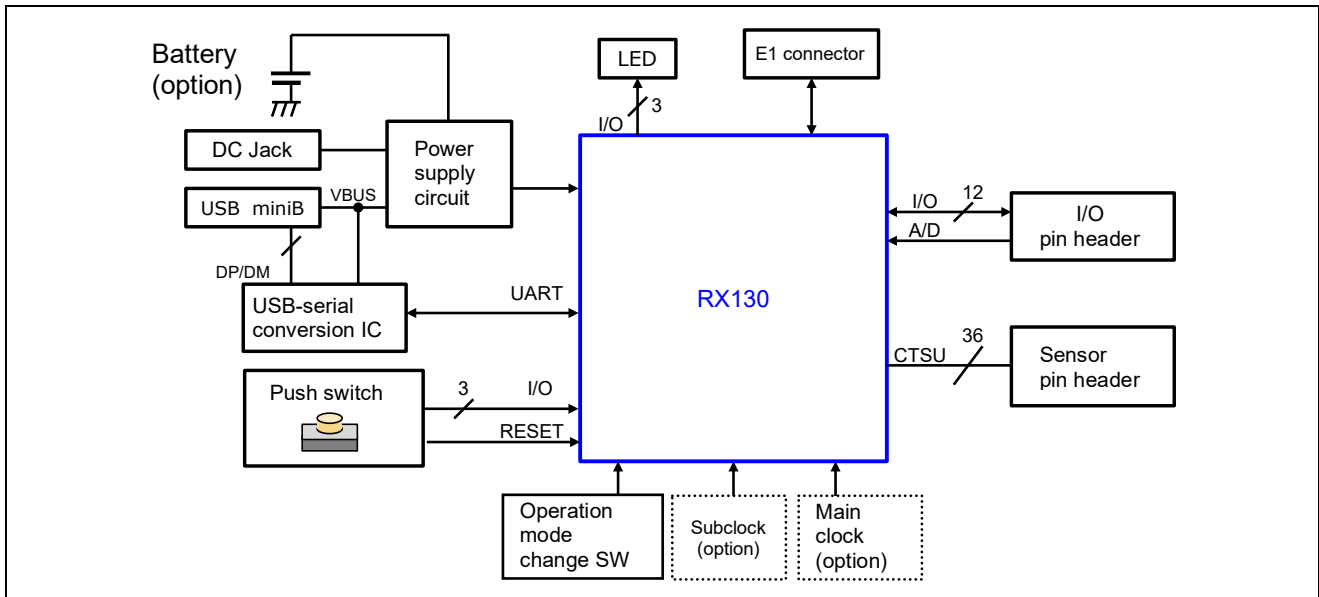 Battery
(option)
LED
E1 connector
3
I/O
DC Jack
Power
supply
circuit
USB miniB
VBUS
I/O
12
I/O
pin header
A/D
DP/DM
RX130
USB-serial
conversion IC
UART
36
CTSU
Sensor
pin header
Push switch
3
I/O
RESET
Operation
mode
change SW
Subclock
(option)
Main
clock
(option)